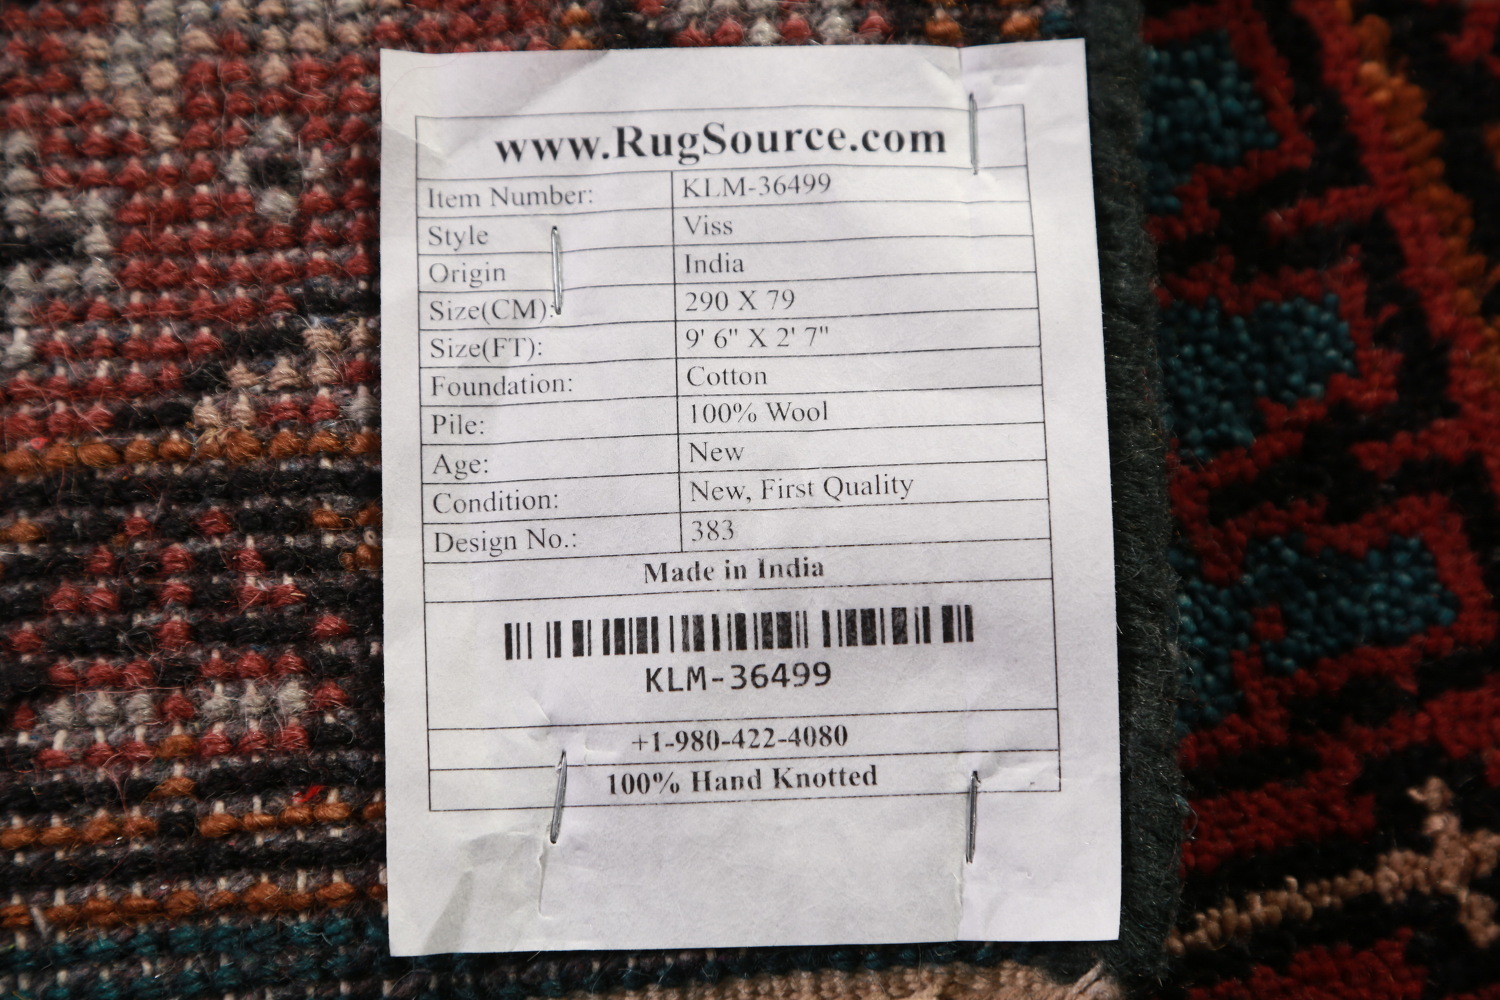 www.RugSource.com
Item Number: KLM-36499
Style Viss
Origin India
Size(CM): 290 X 79
Size(FT): 9' 6" X 2' 7"
Foundation: Cotton
Pile: 100% Wool
Age: New
Condition: New, First Quality
Design No.: 383
Made in India
KLM-36499
+1-980-422-4080
100% Hand Knotted